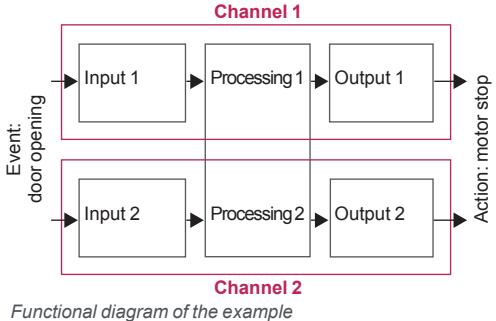 Channel 1
Input 1
Processing 1
Output 1
Event:
door opening
Action: motor stop
Input 2
Processing 2
Output 2
Channel 2
Functional diagram of the example